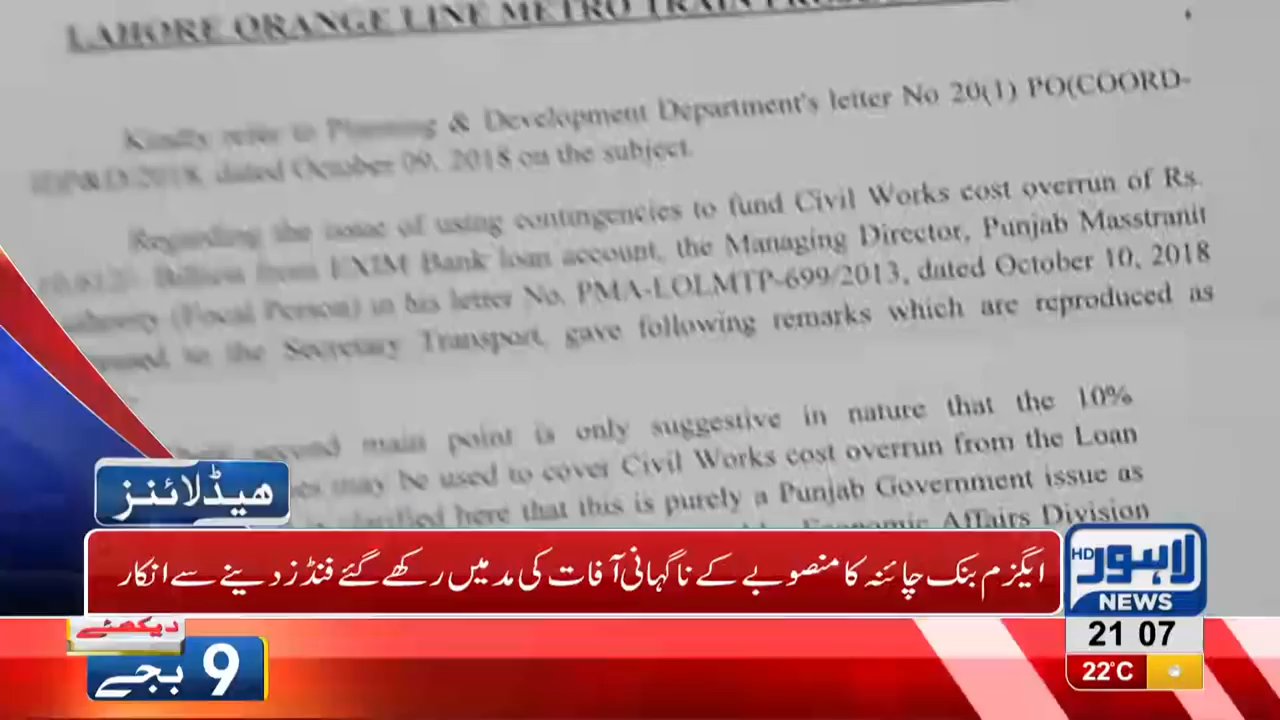 LAHORE ORANGE LINE METRO TRAIN
Kindly refer to Planning & Development Department's letter No 20(1) PO(COORD-
dated October 09, 2018 on the subject.
Regarding the issue of using contingencies to fund Civil Works cost overrun of Rs.
Billion from EXIM Bank loan account, the Managing Director, Punjab Masstranit
(Focal Person) in his letter No. PMA-LOLMTP-699/2013, dated October 10, 2018
to the Secretary Transport, gave following remarks which are reproduced as
second main point is only suggestive in nature that the 10%
may be used to cover Civil Works cost overrun from the Loan
clarified here that this is purely a Punjab Government issue as
Economic Affairs Division
ھیڈلائنز
ایگزم بنک چائنہ کا منصوبے کے ناگہانی آفات کی مد میں رکھے گئے فنڈز دینے سے انکار
لاہور HD
NEWS
21 07
22°C
دیکھئے
9 بجے